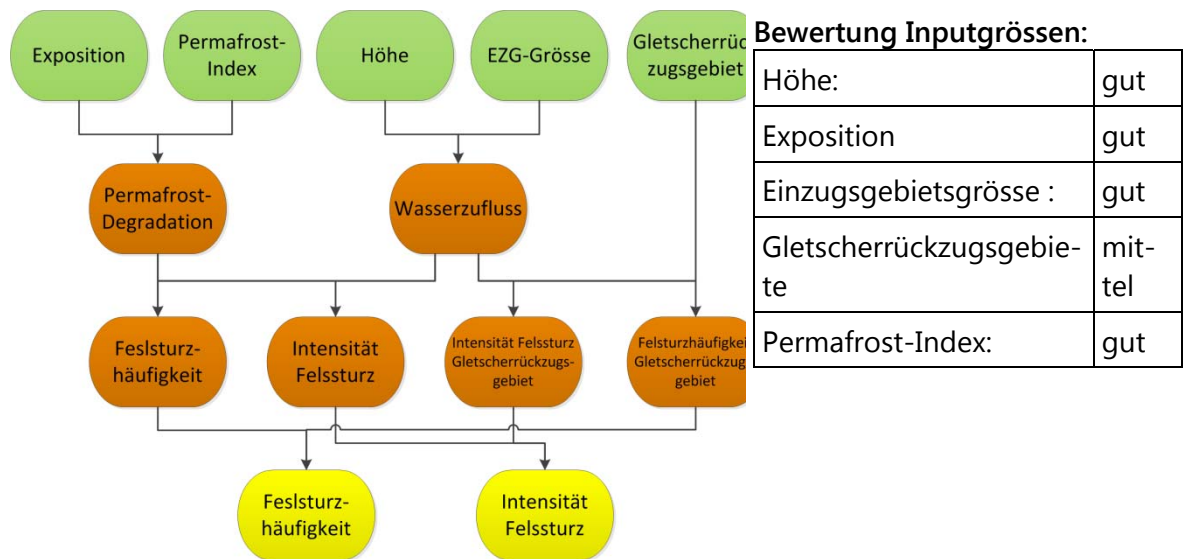 Exposition
Permafrost-
Index
Höhe
EZG-Grösse
Gletscherrüc
zugsgebiet
Permafrost-
Degradation
Wasserzufluss
Feslsturz-
häufigkeit
Intensität
Felssturz
Intensität Felssturz
Gletscherrückzugs-
gebiet
Felsturzhäufigkei
Gletscherrückzug
gebiet
Feslsturz-
häufigkeit
Intensität
Felssturz
Bewertung Inputgrössen:
Höhe: gut
Exposition gut
Einzugsgebietsgrösse : gut
Gletscherrückzugsgebie- mit-
te tel
Permafrost-Index: gut